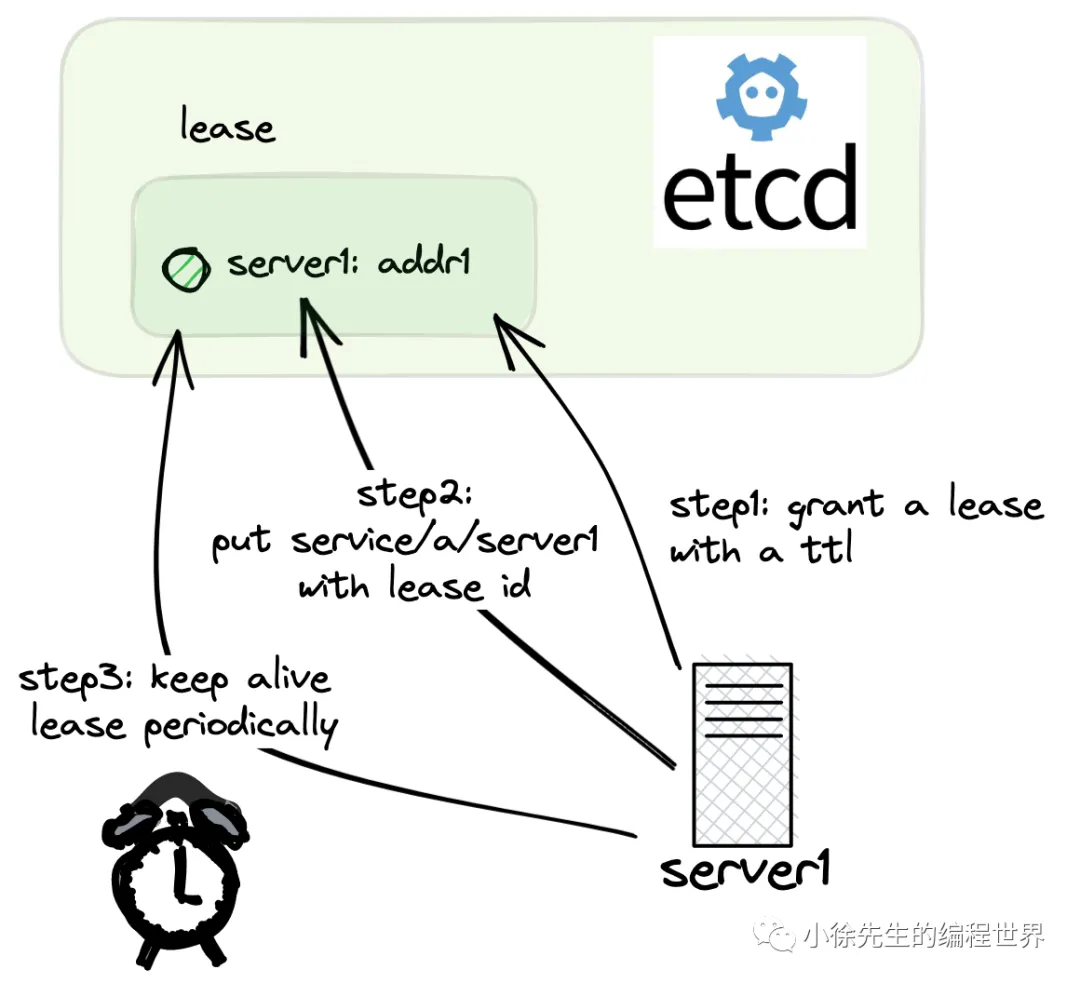 lease
etcd
server1: addr1
step2:
put service/a/server1
with lease id
step1: grant a lease
with a ttl
step3: keep alive
lease periodically
server1
小徐先生的编程世界